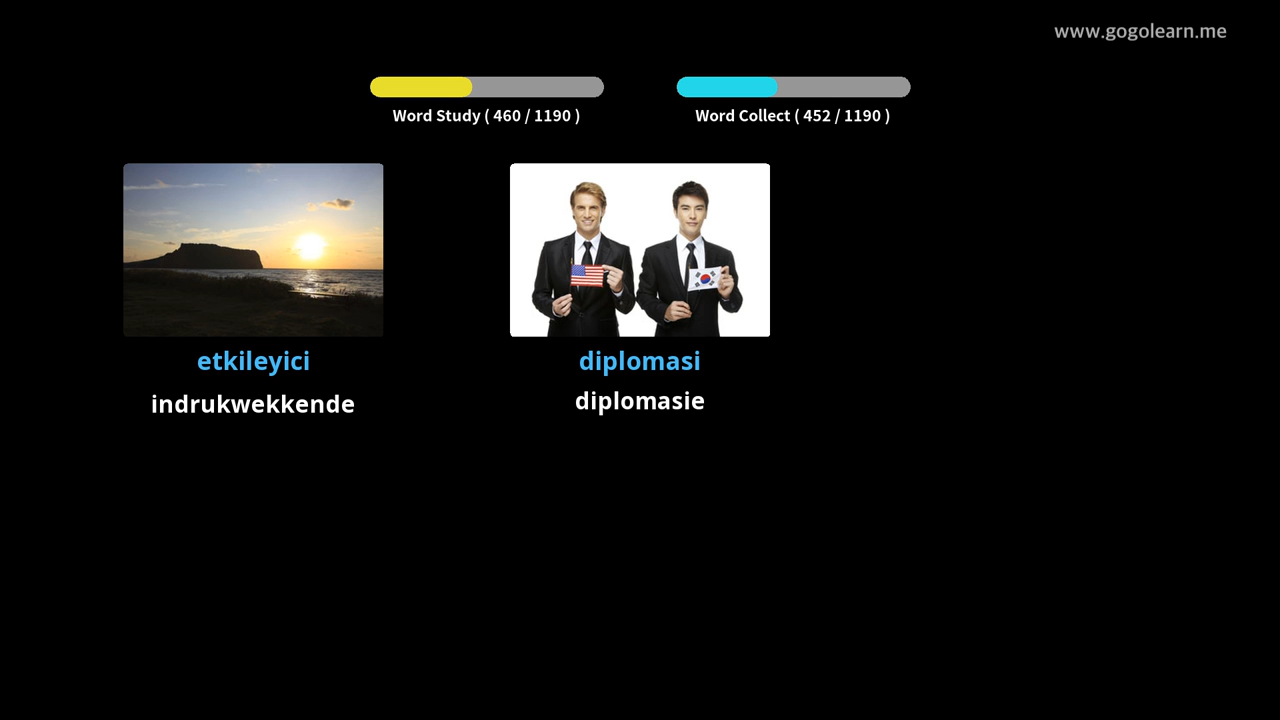 www.gogolearn.me
Word Study ( 460 / 1190 )
Word Collect ( 452 / 1190 )
etkileyici
indrukwekkende
diplomasi
diplomasie